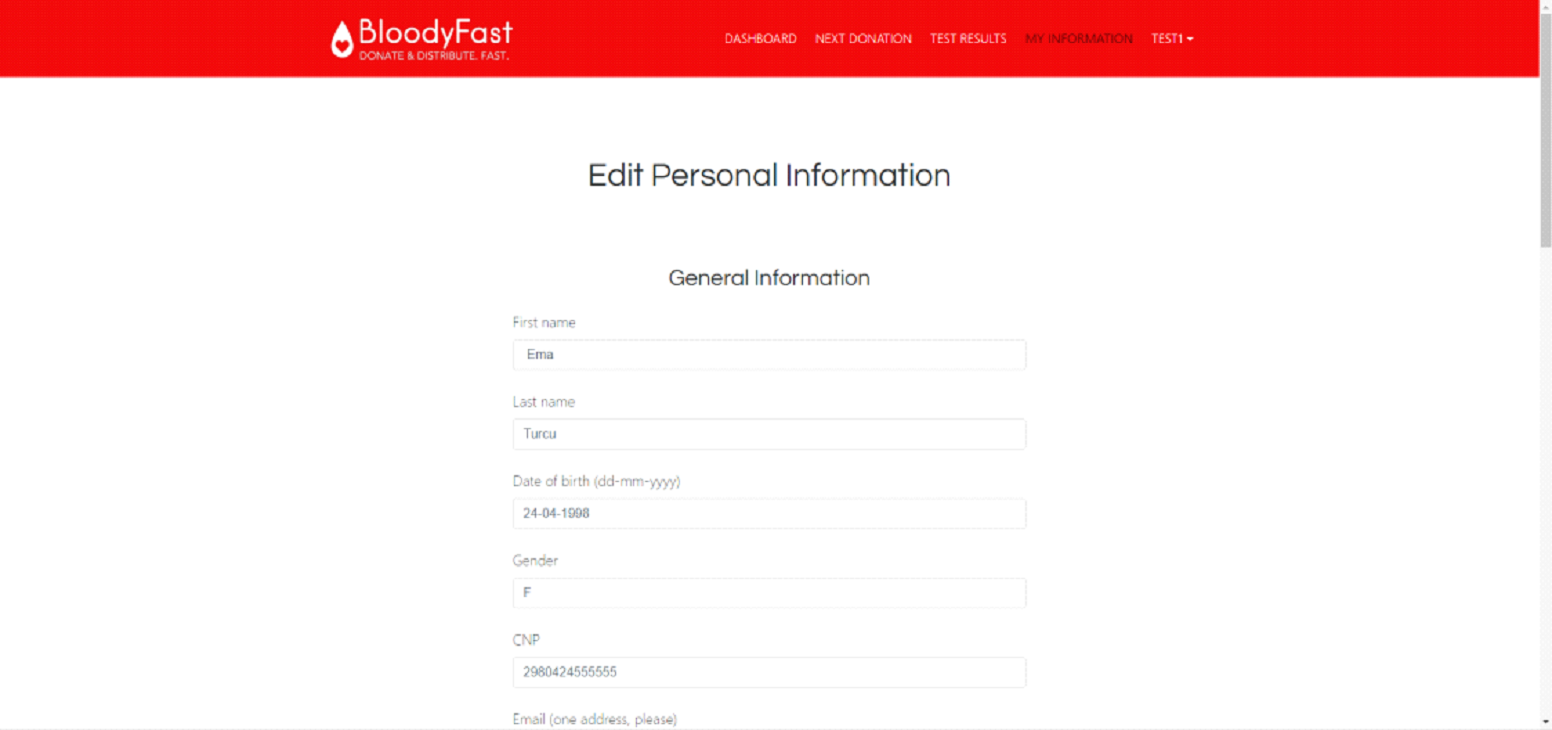 BloodyFast
DONATE & DISTRIBUTE. FAST.
DASHBOARD NEXT DONATION TEST RESULTS MY INFORMATION TEST1
Edit Personal Information
General Information
First name
Ema
Last name
Turcu
Date of birth (dd-mm-yyyy)
24-04-1998
Gender
F
CNP
2980424555555
Email (one address, please)